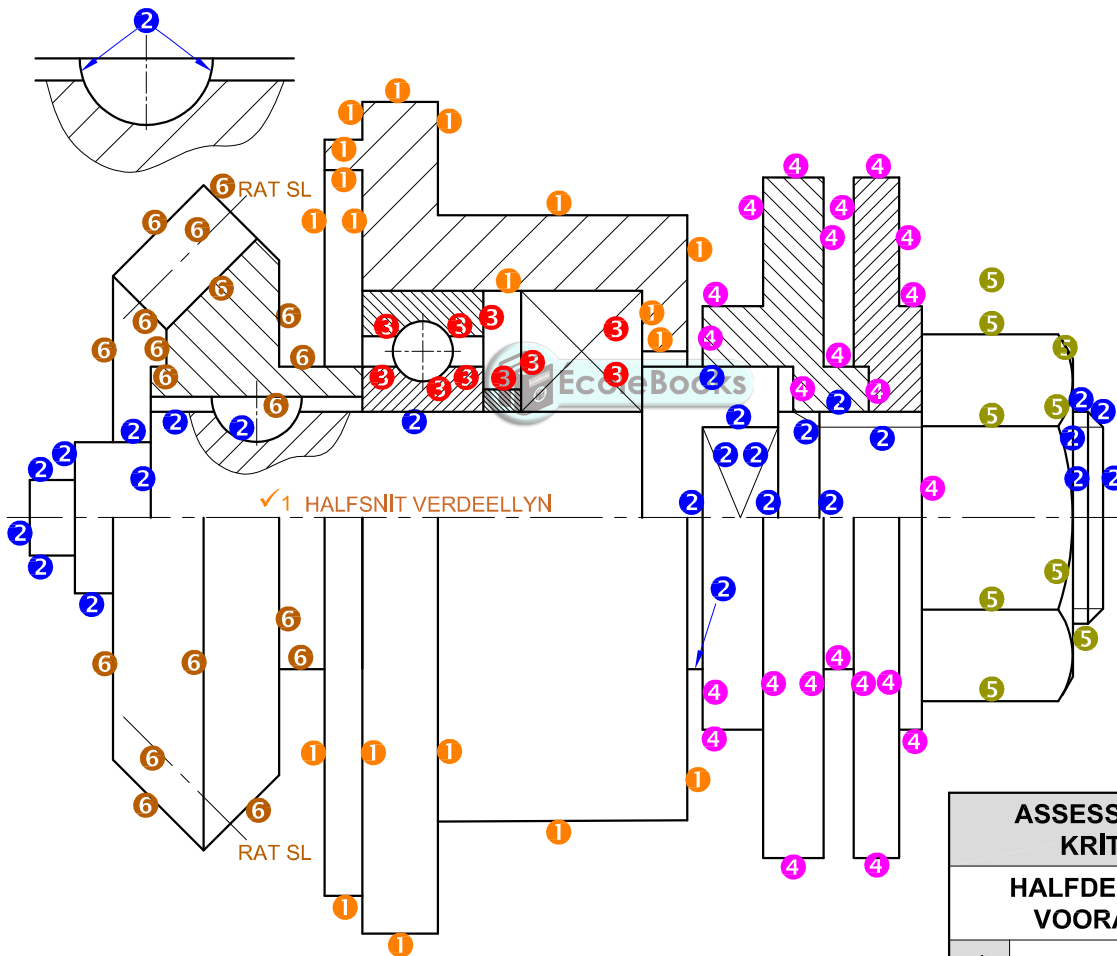 RAT SL
EcoleBooks
✓1 HALFSNIT VERDEELLYN
RAT SL
ASSESS
KRIT
HALFDE
VOORA